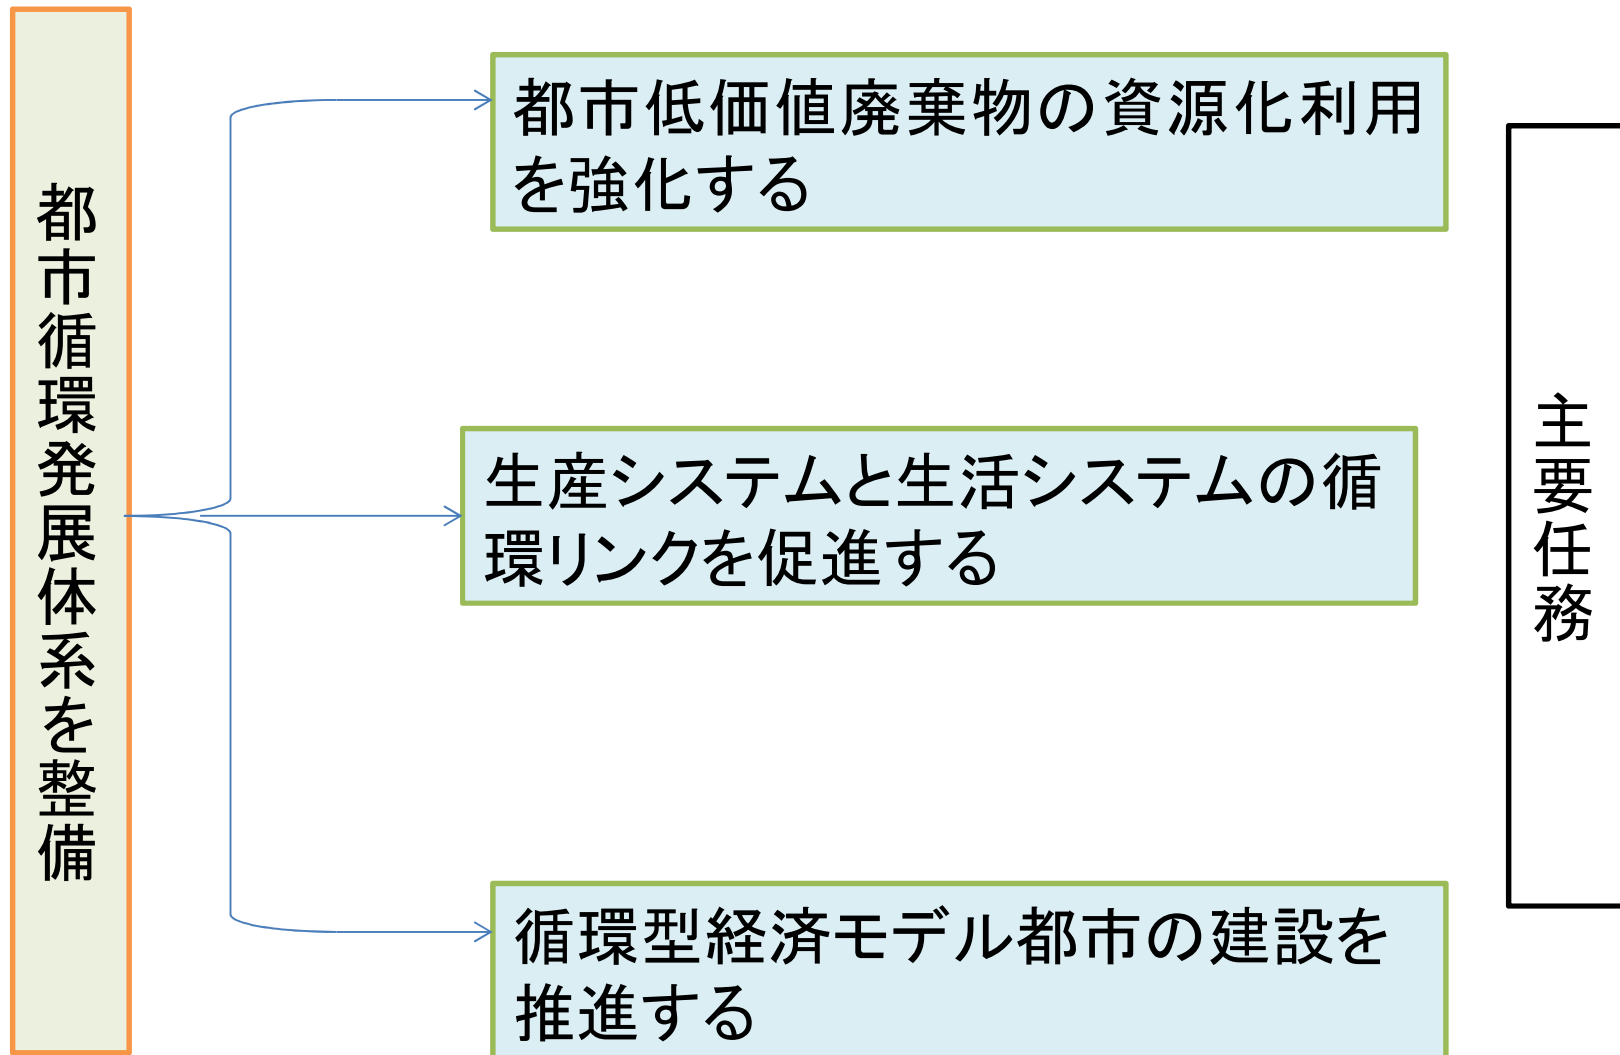 都市循環発展体系を整備
都市低価値廃棄物の資源化利用
を強化する
生産システムと生活システムの循
環リンクを促進する
循環型経済モデル都市の建設を
推進する
主要任務